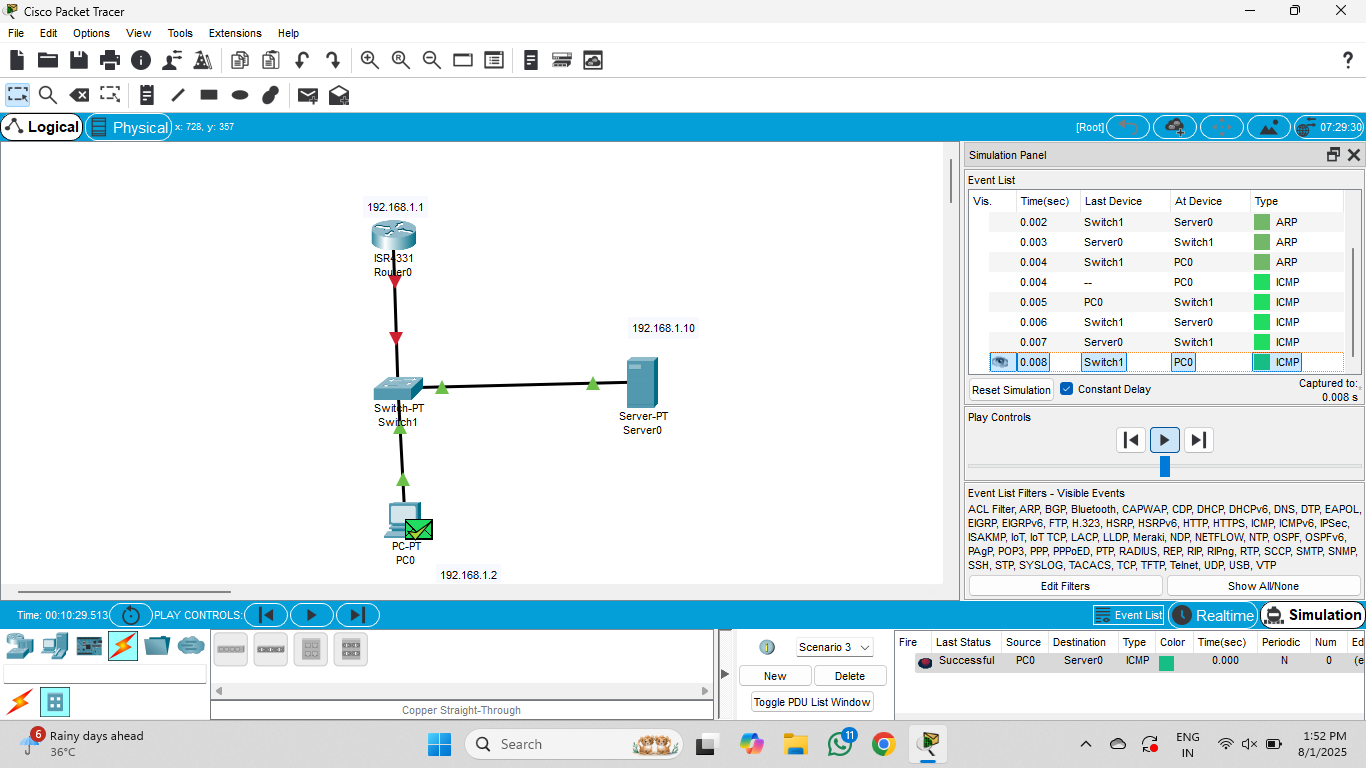 Cisco Packet Tracer
File Edit Options View Tools Extensions Help
Logical Physical x: 728, y: 357 [Root] 07:29:30
192.168.1.1
ISR4331
Router0
192.168.1.10
Switch-PT
Switch1
Server-PT
Server0
PC-PT
PC0
192.168.1.2
Simulation Panel
Event List
Vis. Time(sec) Last Device At Device Type
0.002 Switch1 Server0 ARP
0.003 Server0 Switch1 ARP
0.004 Switch1 PC0 ARP
0.004 -- PC0 ICMP
0.005 PC0 Switch1 ICMP
0.006 Switch1 Server0 ICMP
0.007 Server0 Switch1 ICMP
0.008 Switch1 PC0 ICMP
Reset Simulation Constant Delay Captured to:
0.008 s
Play Controls
Event List Filters - Visible Events
ACL Filter, ARP, BGP, Bluetooth, CAPWAP, CDP, DHCP, DHCPv6, DNS, DTP, EAPOL,
EIGRP, EIGRPv6, FTP, H.323, HSRP, HSRPv6, HTTP, HTTPS, ICMP, ICMPv6, IPSec,
ISAKMP, IoT, IoT TCP, LACP, LLDP, Meraki, NDP, NETFLOW, NTP, OSPF, OSPFv6,
PAgP, POP3, PPP, PPPoED, PTP, RADIUS, REP, RIP, RIPng, RTP, SCCP, SMTP, SNMP,
SSH, STP, SYSLOG, TACACS, TCP, TFTP, Telnet, UDP, USB, VTP
Edit Filters Show All/None
Time: 00:10:29.513 PLAY CONTROLS: Event List Realtime Simulation
Copper Straight-Through
Scenario 3
New Delete
Toggle PDU List Window
Fire Last Status Source Destination Type Color Time(sec) Periodic Num Edi
Successful PC0 Server0 ICMP 0.000 N 0 (e
6 Rainy days ahead
36°C
Search
11
ENG
IN
1:52 PM
8/1/2025